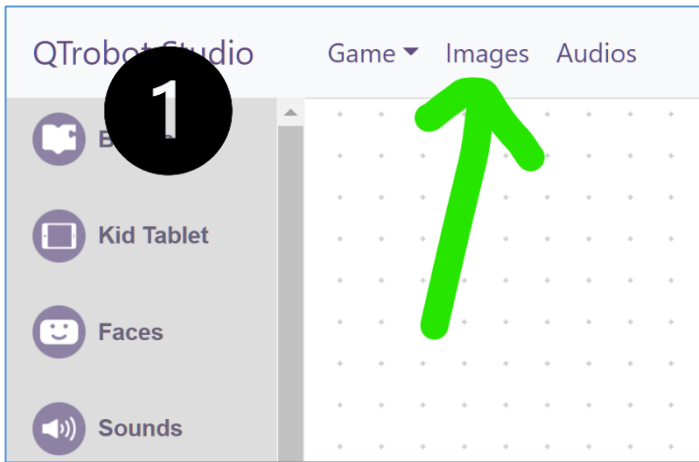 QTrobot Studio
Game Images Audios
1
Kid Tablet
Faces
Sounds